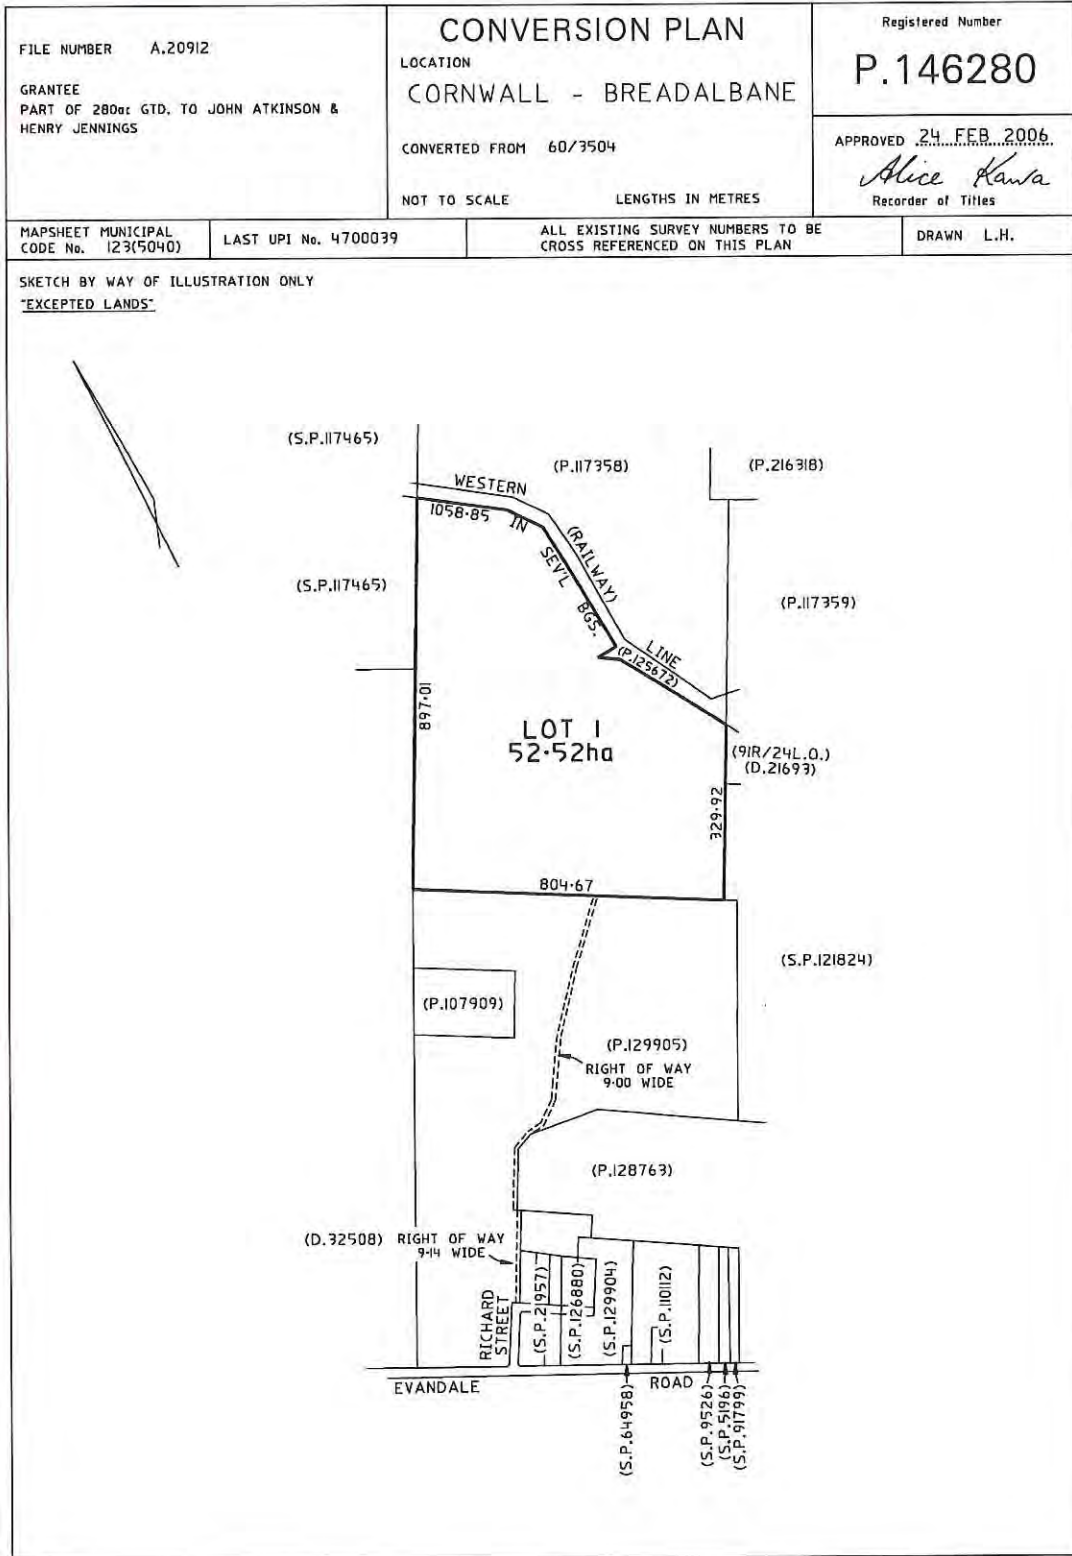 FILE NUMBER A.20912
GRANTEE
PART OF 280ac GTD. TO JOHN ATKINSON &
HENRY JENNINGS
CONVERSION PLAN
LOCATION
CORNWALL - BREADALBANE
CONVERTED FROM 60/3504
NOT TO SCALE LENGTHS IN METRES
Registered Number
P.146280
APPROVED 24 FEB 2006
Alice Kawa
Recorder of Titles
MAPSHEET MUNICIPAL
CODE No. 123(5040)
LAST UPI No. 4700039
ALL EXISTING SURVEY NUMBERS TO BE
CROSS REFERENCED ON THIS PLAN
DRAWN L.H.
SKETCH BY WAY OF ILLUSTRATION ONLY
"EXCEPTED LANDS"
(S.P.117465)
(P.117358)
(P.216318)
WESTERN
1058·85 IN SEV'L BGS.
(RAILWAY)
LINE
(P.125672)
(S.P.117465)
(P.117359)
897·01
LOT 1
52·52ha
(91R/24L.O.)
(D.21693)
329·92
804·67
(S.P.121824)
(P.107909)
(P.129905)
RIGHT OF WAY
9·00 WIDE
(P.128763)
(D.32508) RIGHT OF WAY
9·14 WIDE
RICHARD
STREET
(S.P.21957)
(S.P.126880)
(S.P.129904)
(S.P.110112)
EVANDALE ROAD
(S.P.64958)
(S.P.9526)
(S.P.5196)
(S.P.91799)